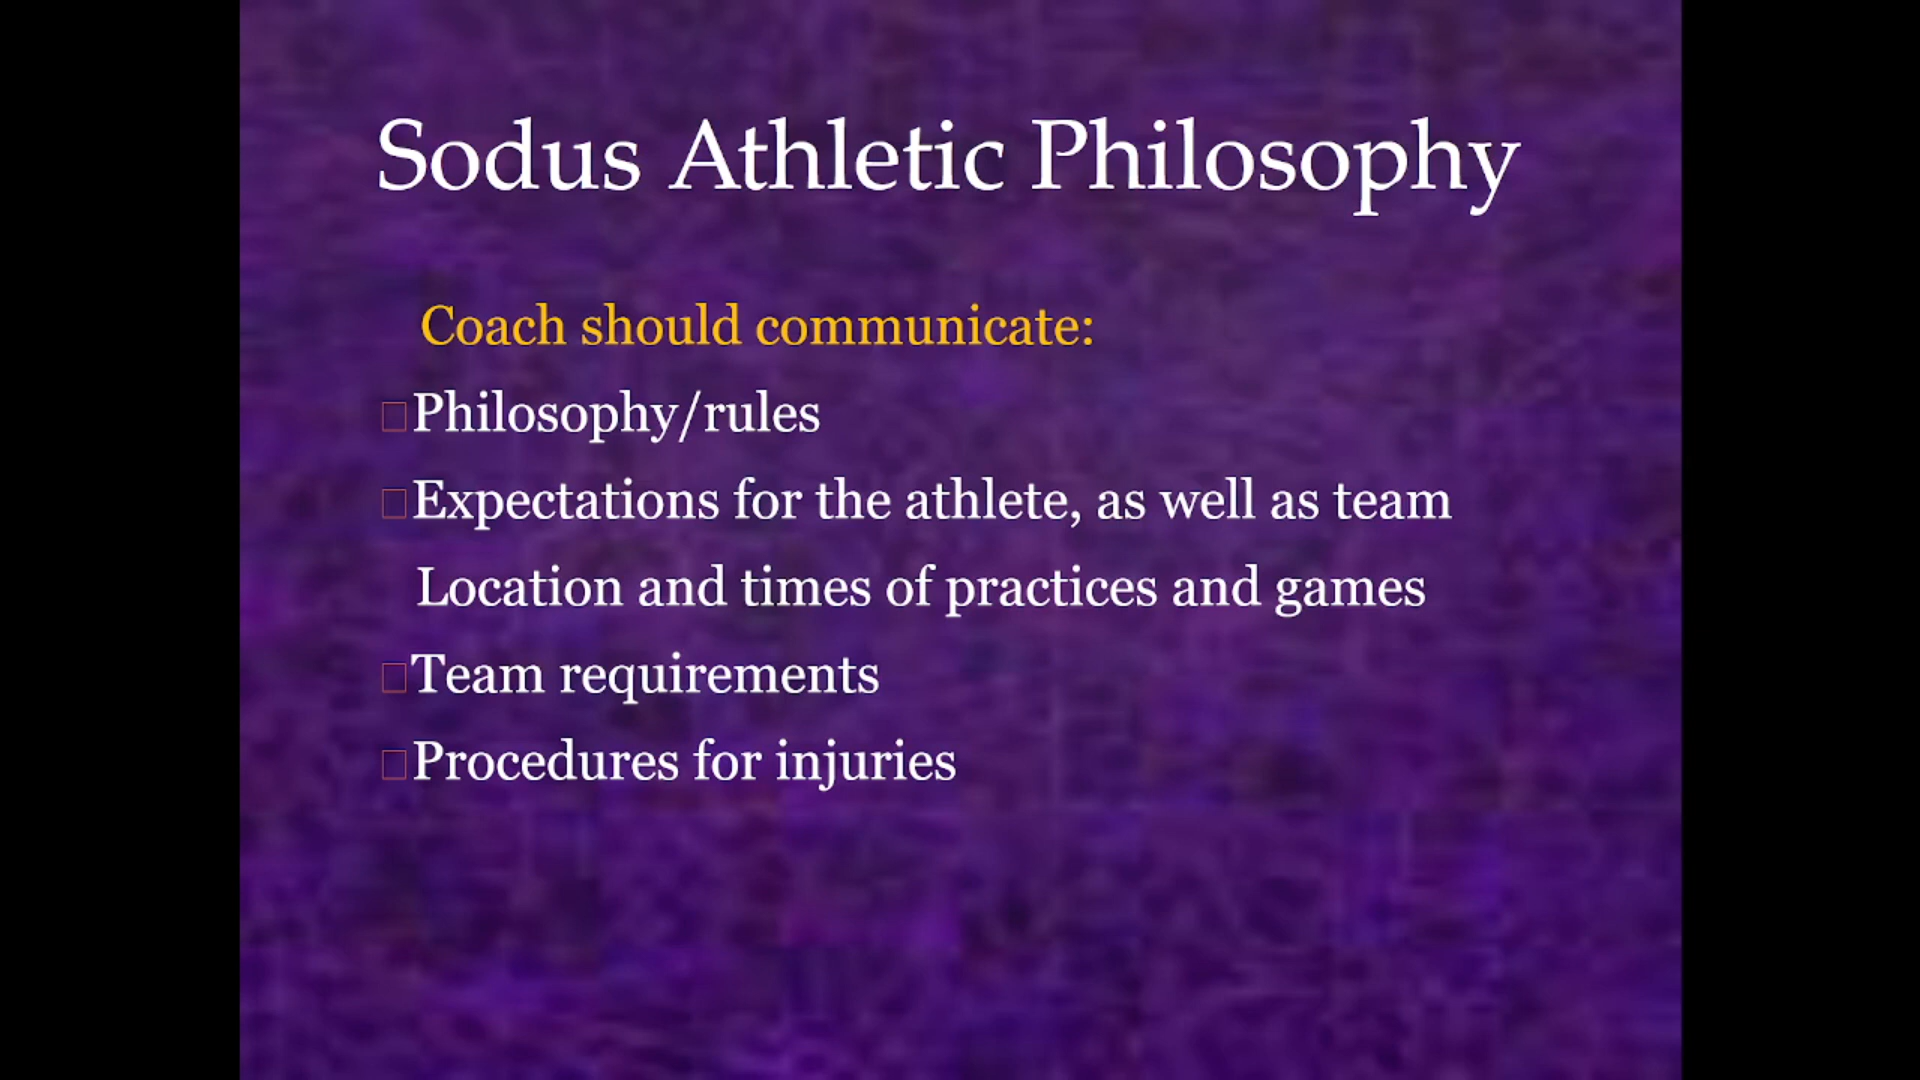 Sodus Athletic Philosophy
Coach should communicate:
Philosophy/rules
Expectations for the athlete, as well as team
Location and times of practices and games
Team requirements
Procedures for injuries